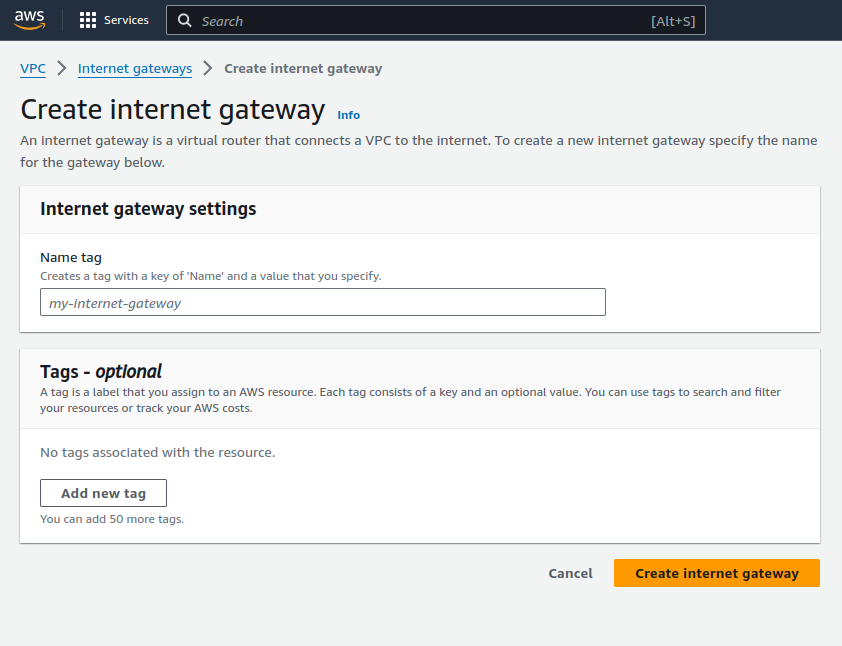 aws
Services
Search
[Alt+S]
VPC
Internet gateways
Create internet gateway
Create internet gateway Info
An internet gateway is a virtual router that connects a VPC to the internet. To create a new internet gateway specify the name
for the gateway below.
Internet gateway settings
Name tag
Creates a tag with a key of 'Name' and a value that you specify.
my-internet-gateway
Tags - optional
A tag is a label that you assign to an AWS resource. Each tag consists of a key and an optional value. You can use tags to search and filter
your resources or track your AWS costs.
No tags associated with the resource.
Add new tag
You can add 50 more tags.
Cancel
Create internet gateway